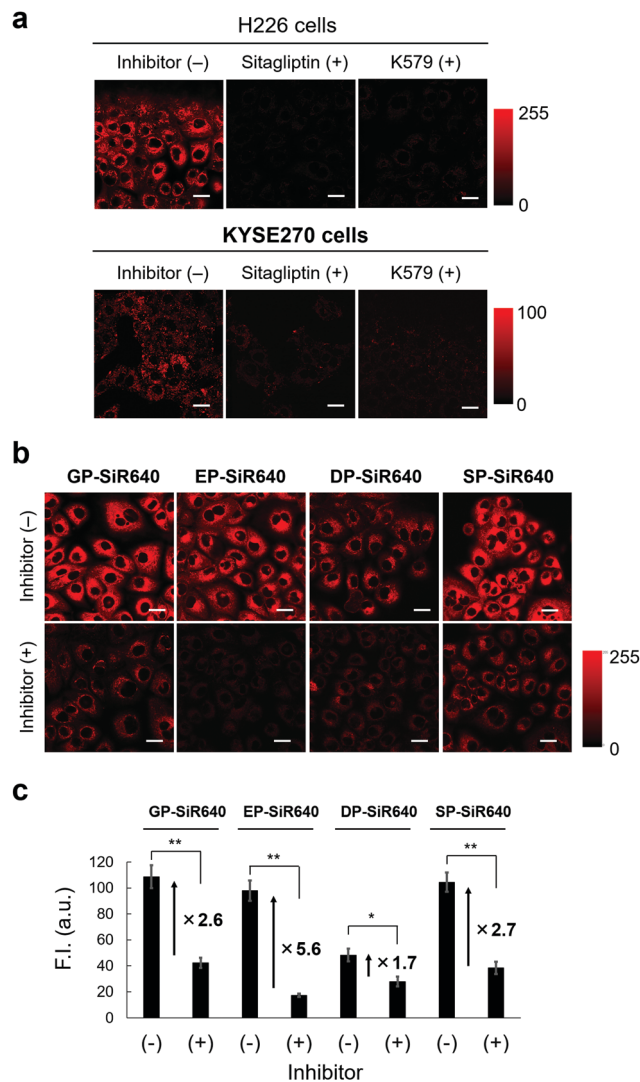 a
H226 cells
Inhibitor (–) Sitagliptin (+) K579 (+)
255
0
KYSE270 cells
Inhibitor (–) Sitagliptin (+) K579 (+)
100
0
b
GP-SiR640 EP-SiR640 DP-SiR640 SP-SiR640
Inhibitor (–)
Inhibitor (+)
255
0
c
GP-SiR640 EP-SiR640 DP-SiR640 SP-SiR640
F.I. (a.u.)
120
100
80
60
40
20
0
** ** * **
×2.6 ×5.6 ×1.7 ×2.7
(-) (+) (-) (+) (-) (+) (-) (+)
Inhibitor